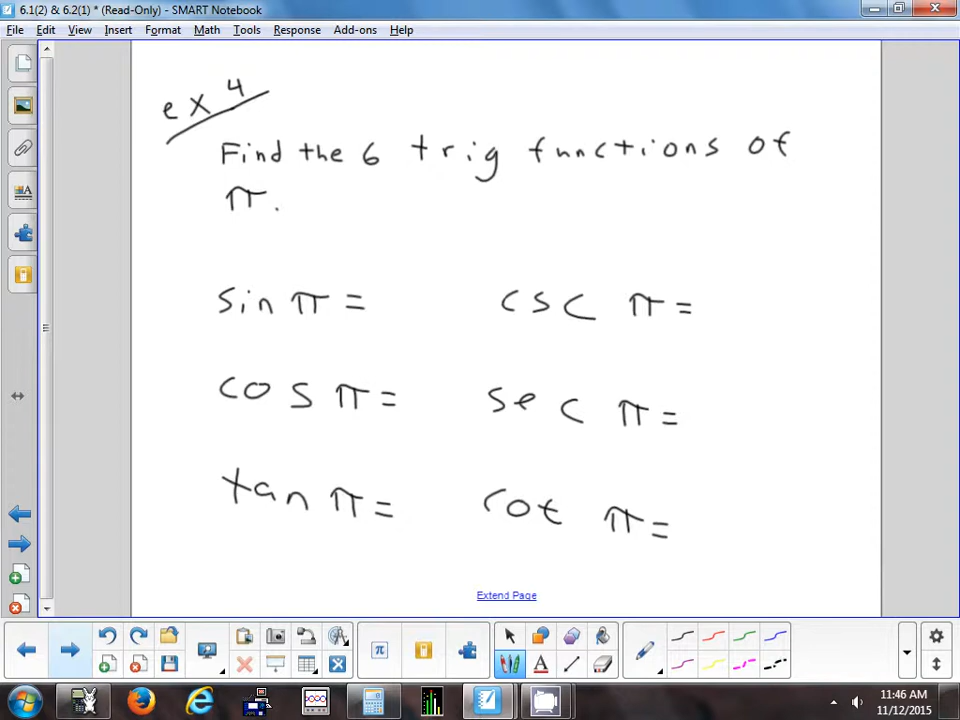 6.1(2) & 6.2(1) * (Read-Only) - SMART Notebook
File Edit View Insert Format Math Tools Response Add-ons Help
ex 4
Find the 6 trig functions of
π.
sin π = csc π =
cos π = sec π =
tan π = cot π =
Extend Page
11:46 AM
11/12/2015